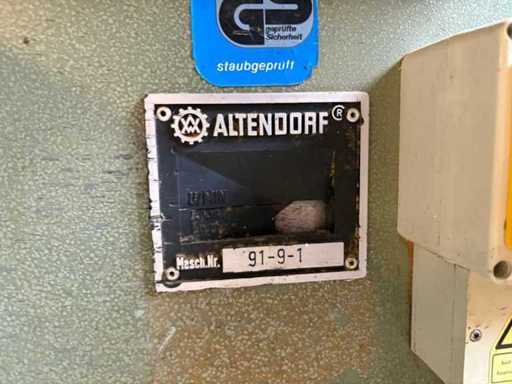 geprüfte
Sicherheit
staubgeprüft
ALTENDORF ®
Masch.Nr. 91-9-1